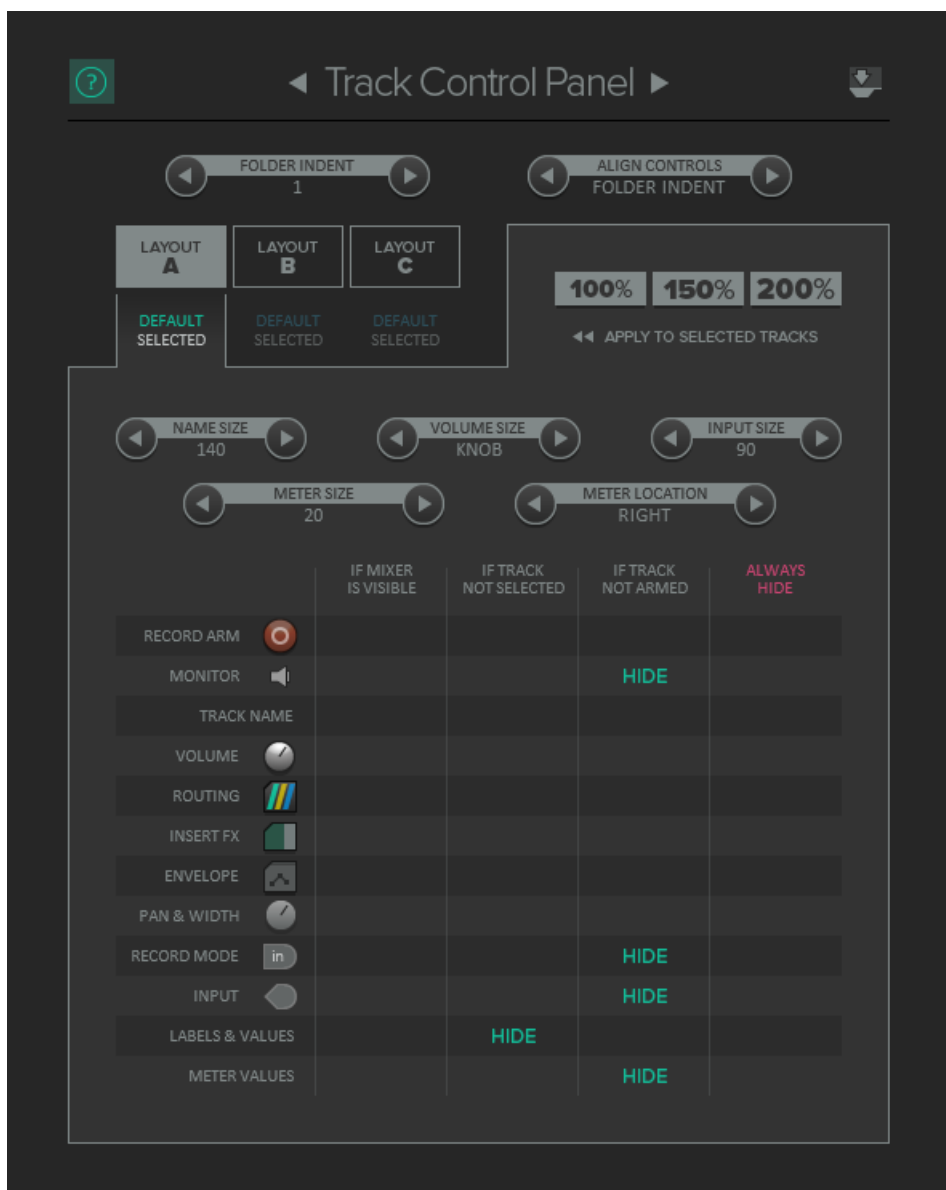 ? Track Control Panel
FOLDER INDENT ALIGN CONTROLS
1 FOLDER INDENT
LAYOUT LAYOUT LAYOUT
A B C
100% 150% 200%
DEFAULT DEFAULT DEFAULT
SELECTED SELECTED SELECTED APPLY TO SELECTED TRACKS
NAME SIZE VOLUME SIZE INPUT SIZE
140 KNOB 90
METER SIZE METER LOCATION
20 RIGHT
IF MIXER IF TRACK IF TRACK ALWAYS
IS VISIBLE NOT SELECTED NOT ARMED HIDE
RECORD ARM
MONITOR HIDE
TRACK NAME
VOLUME
ROUTING
INSERT FX
ENVELOPE
PAN & WIDTH
RECORD MODE in HIDE
INPUT HIDE
LABELS & VALUES HIDE
METER VALUES HIDE